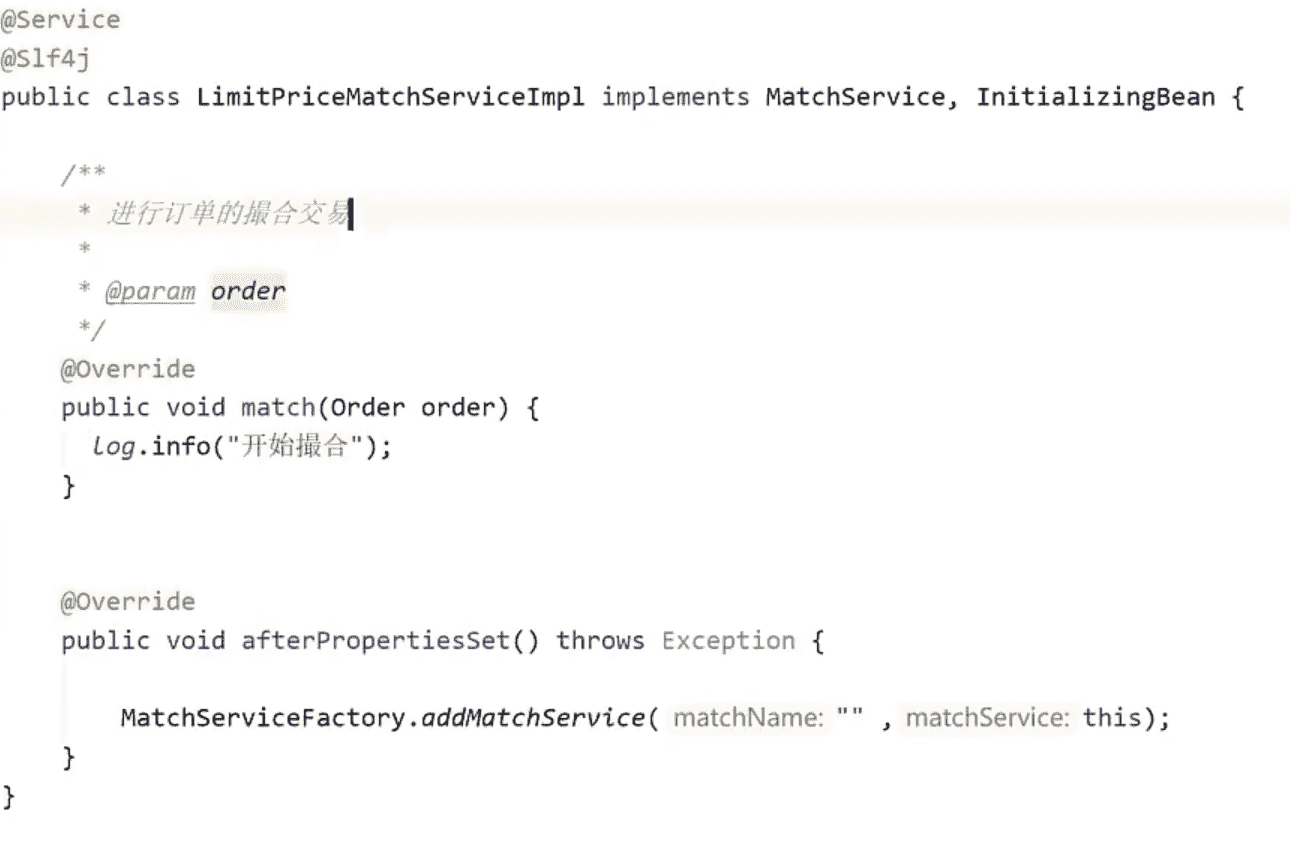 @Service
@Slf4j
public class LimitPriceMatchServiceImpl implements MatchService, InitializingBean {
/**
* 进行订单的撮合交易
*
* @param order
*/
@Override
public void match(Order order) {
log.info("开始撮合");
}
@Override
public void afterPropertiesSet() throws Exception {
MatchServiceFactory.addMatchService( matchName: "" , matchService: this);
}
}